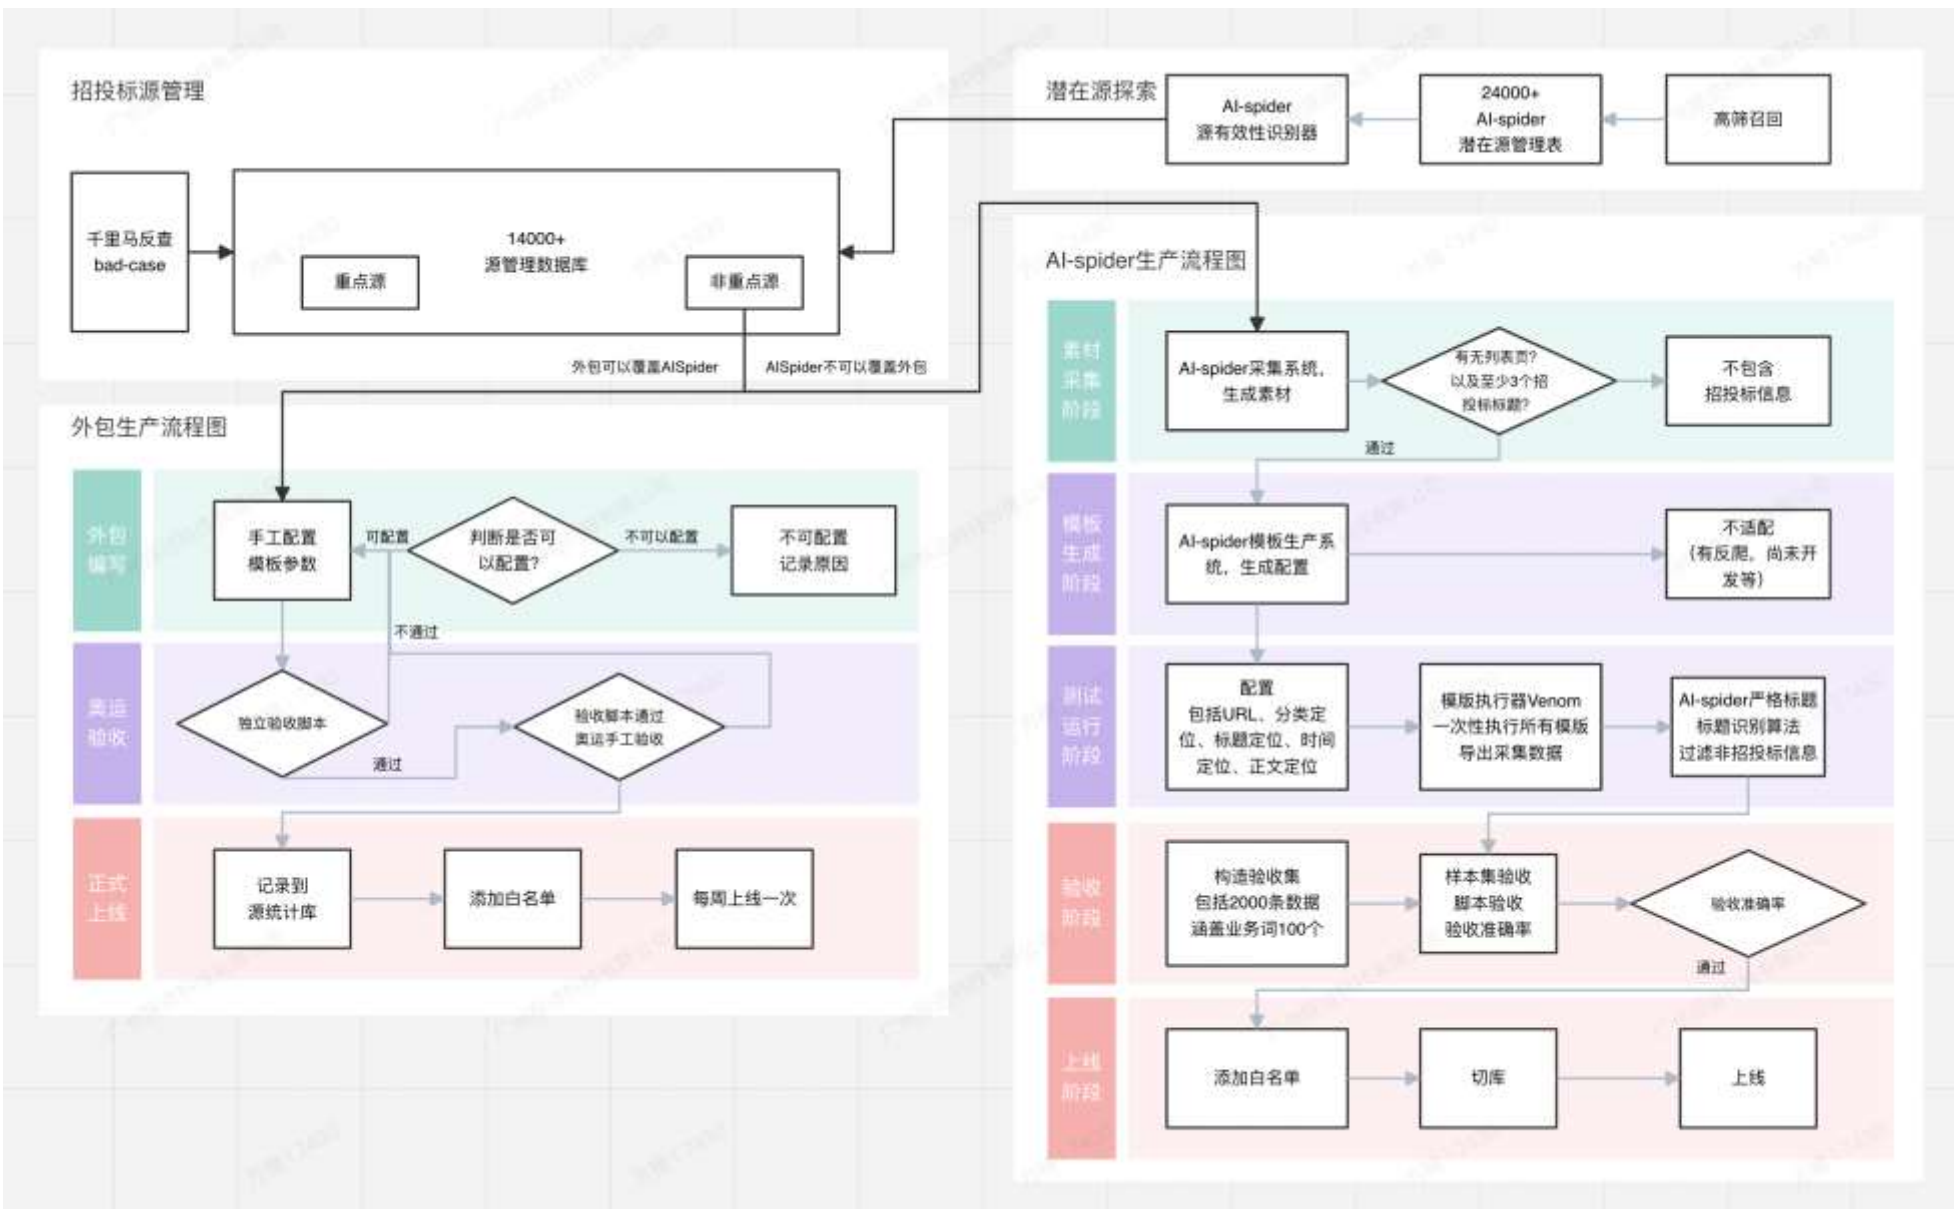 招投标源管理
千里马反查
bad-case
14000+
源管理数据库
重点源
非重点源
外包可以覆盖AISpider
AISpider不可以覆盖外包
潜在源探索
AI-spider
源有效性识别器
24000+
AI-spider
潜在源管理表
高筛召回
外包生产流程图
外包
编写
手工配置
模板参数
可配置
判断是否可
以配置?
不可以配置
不可配置
记录原因
不通过
奥运
验收
独立验收脚本
通过
验收脚本通过
奥运手工验收
正式
上线
记录到
源统计库
添加白名单
每周上线一次
AI-spider生产流程图
素材
采集
阶段
AI-spider采集系统，
生成素材
有无列表页?
以及至少3个招
投标标题?
不包含
招投标信息
通过
模板
生成
阶段
AI-spider模板生产系
统，生成配置
不适配
（有反爬，尚未开
发等）
测试
运行
阶段
配置
包括URL、分类定
位、标题定位、时间
定位、正文定位
模版执行器Venom
一次性执行所有模版
导出采集数据
AI-spider严格标题
标题识别算法
过滤非招投标信息
验收
阶段
构造验收集
包括2000条数据
涵盖业务词100个
样本集验收
脚本验收
验收准确率
验收准确率
通过
上线
阶段
添加白名单
切库
上线